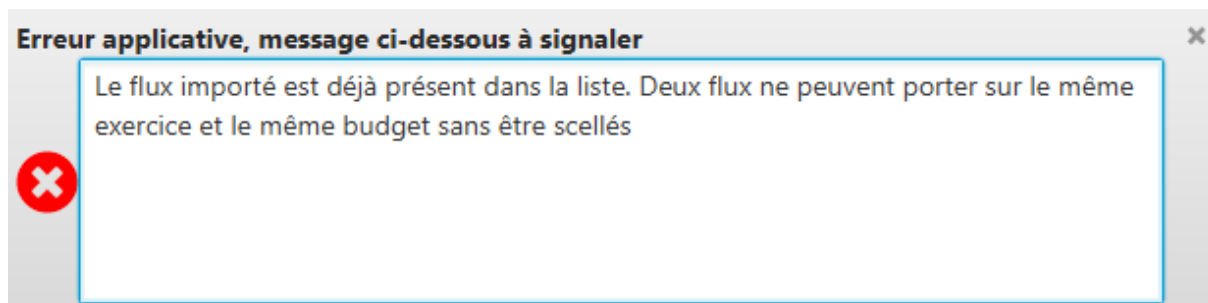 Erreur applicative, message ci-dessous à signaler
Le flux importé est déjà présent dans la liste. Deux flux ne peuvent porter sur le même
exercice et le même budget sans être scellés